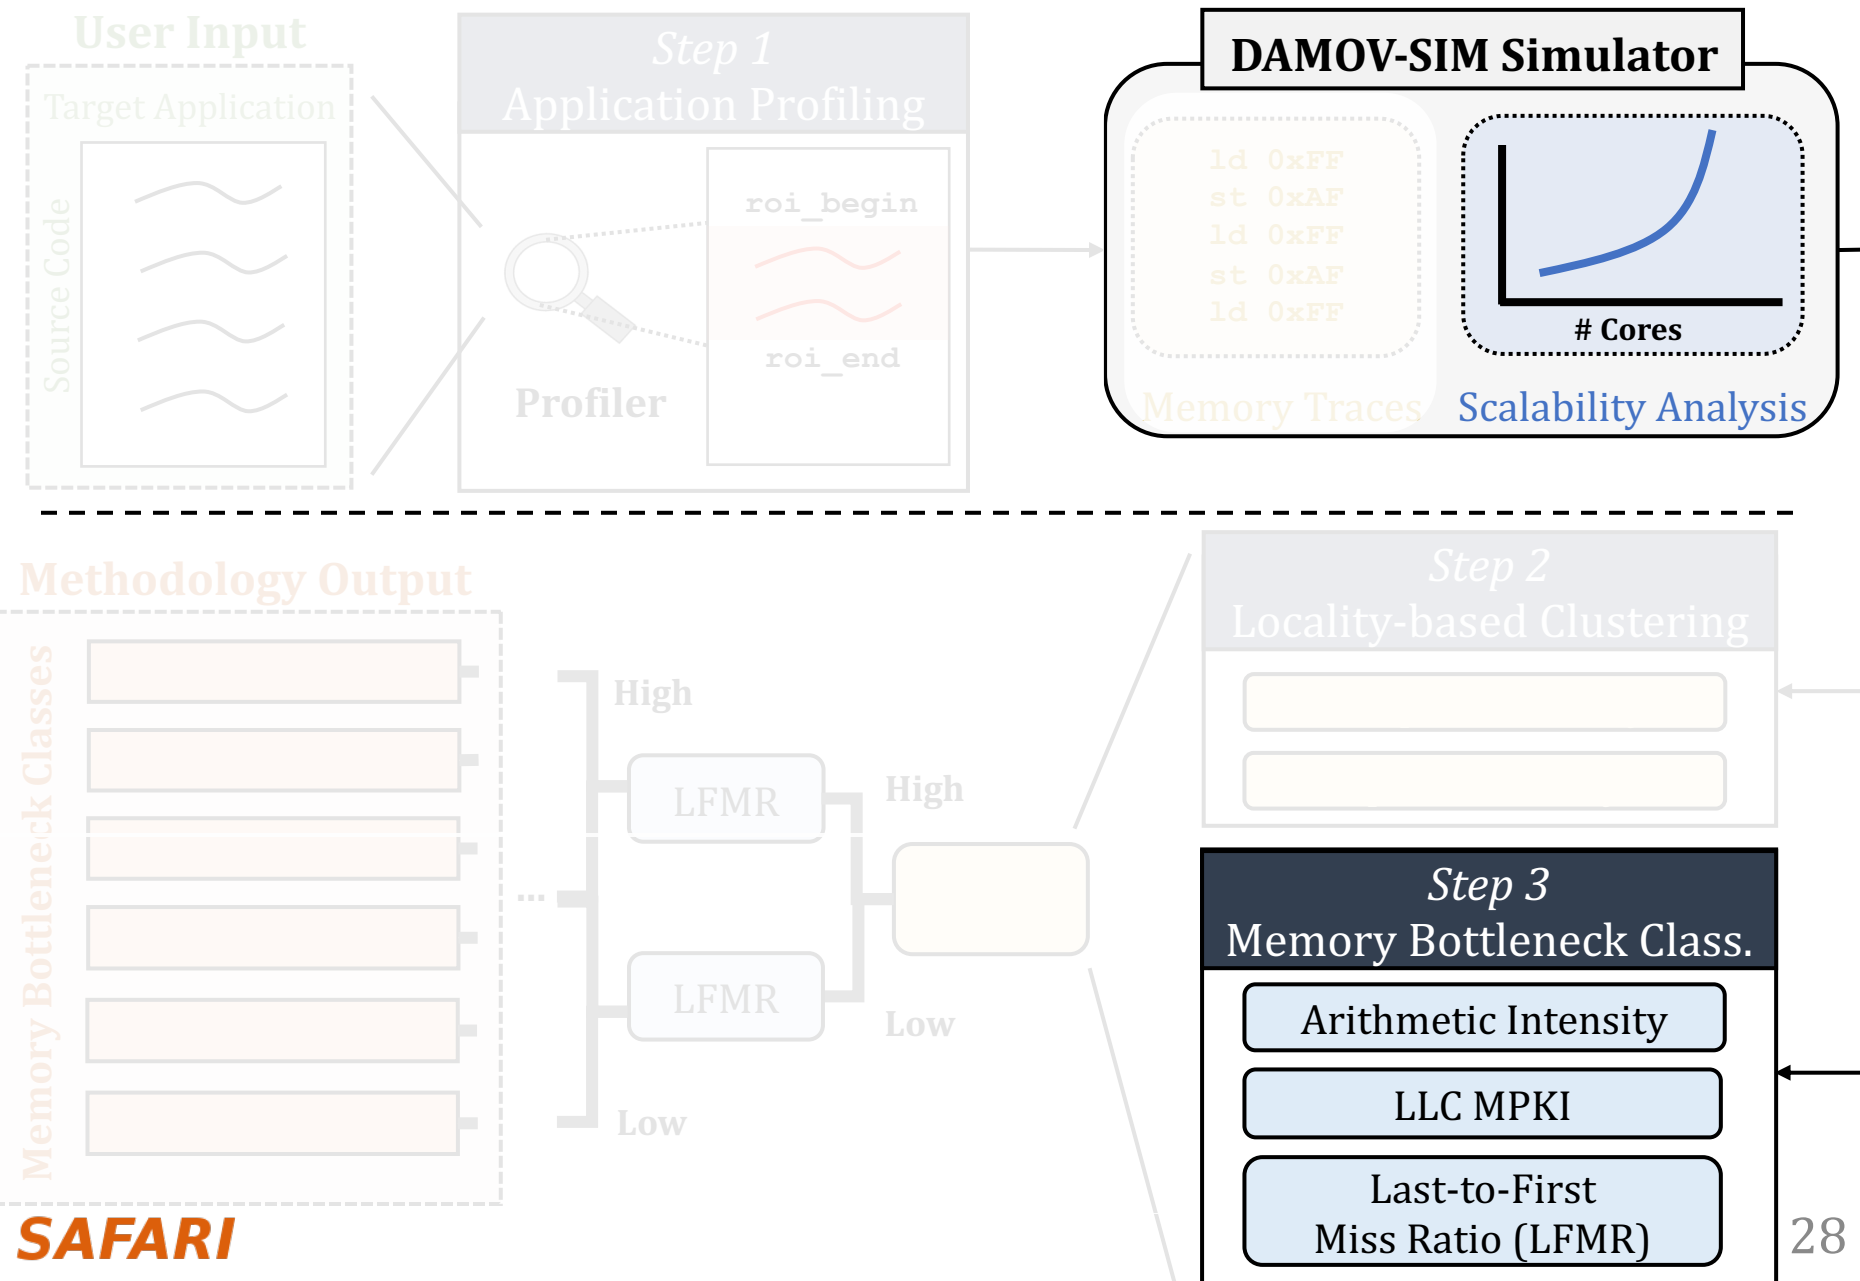 User Input
Target Application
Source Code
Step 1
Application Profiling
roi_begin
roi_end
Profiler
DAMOV-SIM Simulator
ld 0xFF
st 0xAF
ld 0xFF
st 0xAF
ld 0xFF
Memory Traces
# Cores
Scalability Analysis
Methodology Output
Memory Bottleneck Classes
...
High
LFMR
High
LFMR
Low
Low
Step 2
Locality-based Clustering
Step 3
Memory Bottleneck Class.
Arithmetic Intensity
LLC MPKI
Last-to-First
Miss Ratio (LFMR)
SAFARI
28